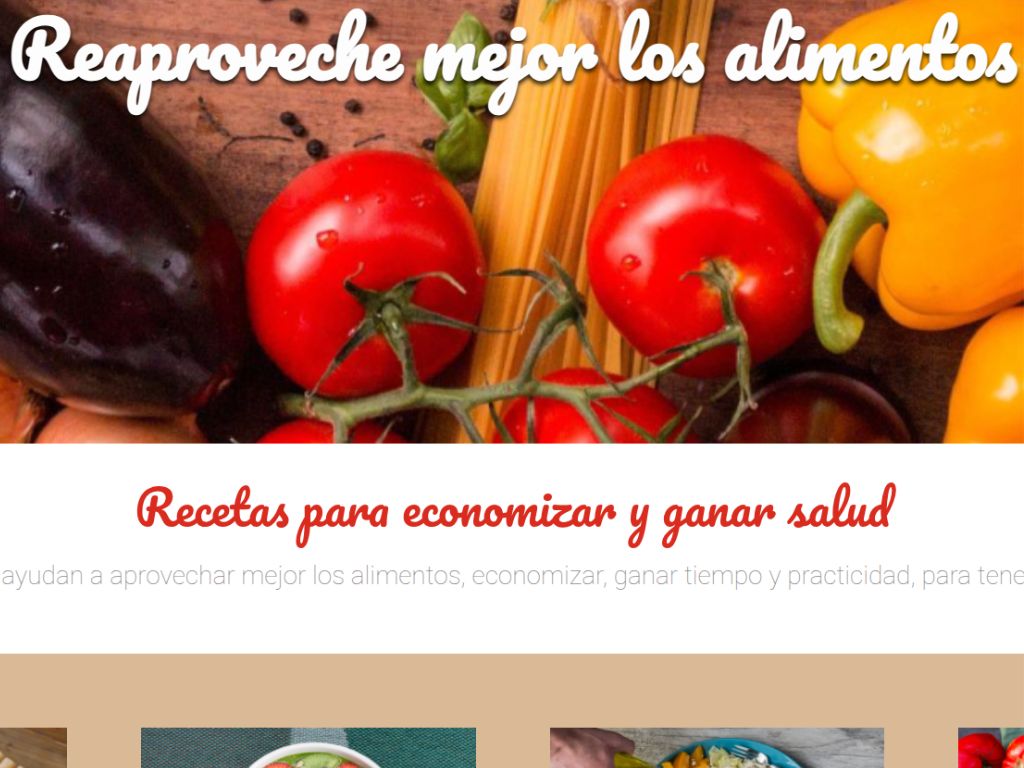 Reaproveche mejor los alimentos
Recetas para economizar y ganar salud
ayudan a aprovechar mejor los alimentos, economizar, ganar tiempo y practicidad, para tene